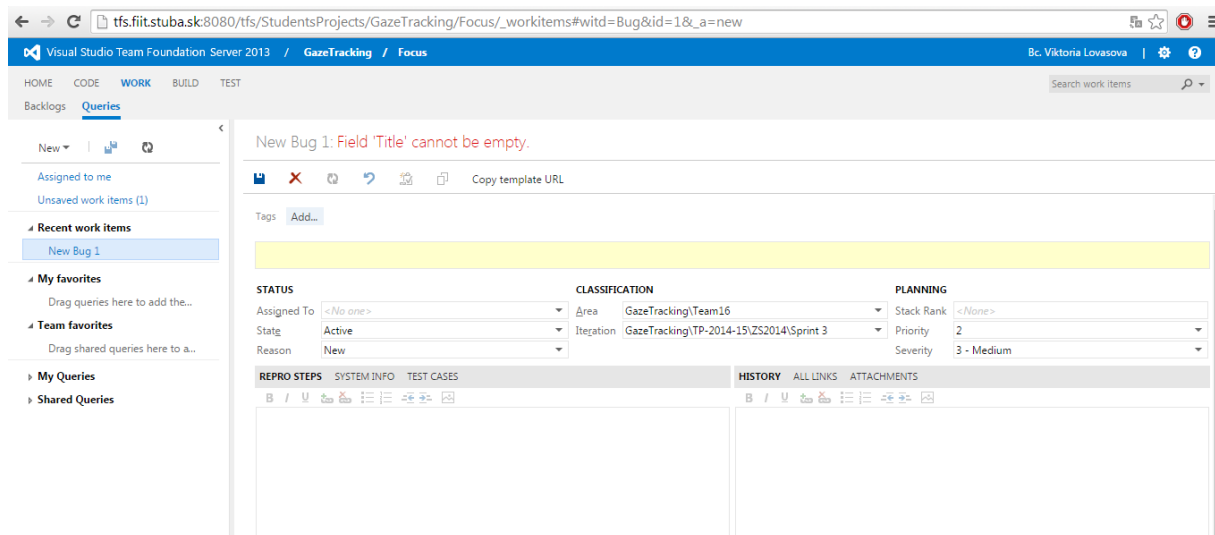 tfs.fiit.stuba.sk:8080/tfs/StudentsProjects/GazeTracking/Focus/_workitems#witd=Bug&id=1&_a=new
Visual Studio Team Foundation Server 2013 / GazeTracking / Focus
Bc. Viktoria Lovasova |
HOME CODE WORK BUILD TEST
Search work items
Backlogs Queries
New
Assigned to me
Unsaved work items (1)
Recent work items
New Bug 1
My favorites
Drag queries here to add the...
Team favorites
Drag shared queries here to a...
My Queries
Shared Queries
New Bug 1: Field 'Title' cannot be empty.
Copy template URL
Tags Add...
STATUS CLASSIFICATION PLANNING
Assigned To <No one> Area GazeTracking\Team16 Stack Rank <None>
State Active Iteration GazeTracking\TP-2014-15\ZS2014\Sprint 3 Priority 2
Reason New Severity 3 - Medium
REPRO STEPS SYSTEM INFO TEST CASES HISTORY ALL LINKS ATTACHMENTS
B I U B I U